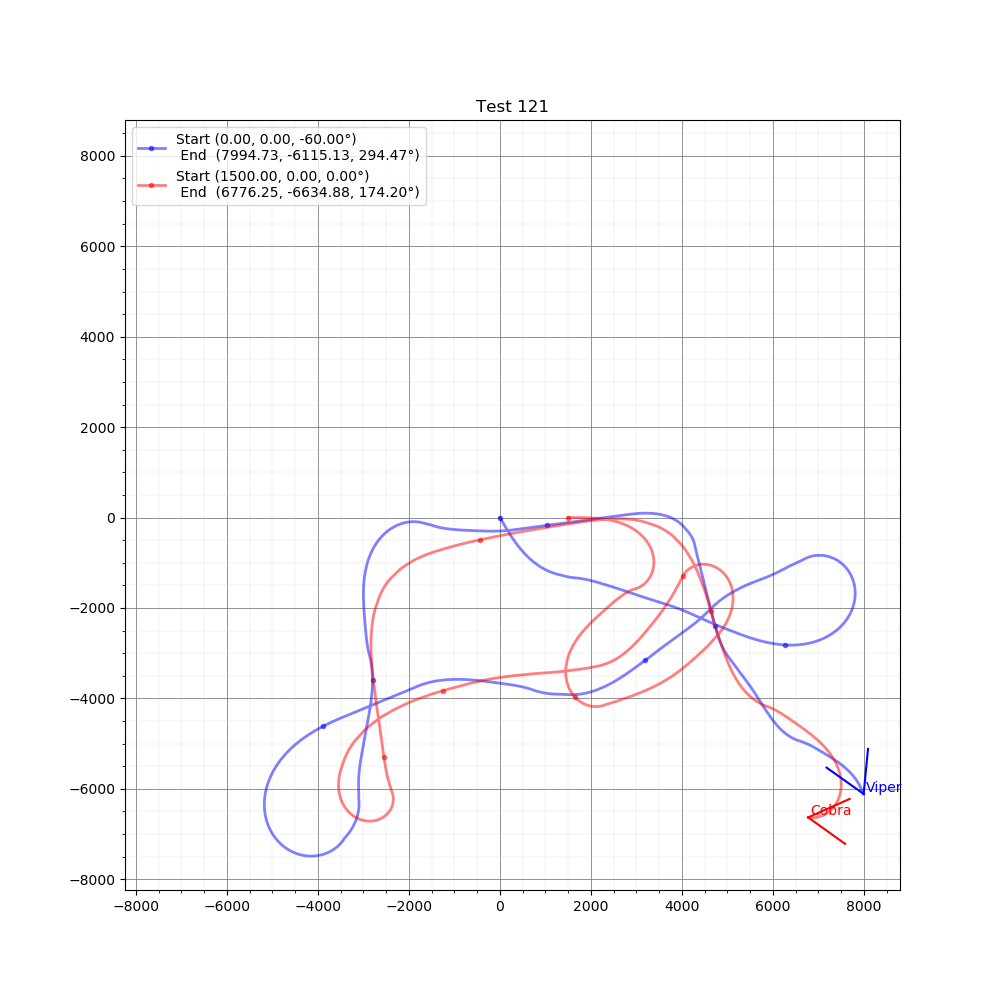 Test 121
Start (0.00, 0.00, -60.00°)
End  (7994.73, -6115.13, 294.47°)
Start (1500.00, 0.00, 0.00°)
End  (6776.25, -6634.88, 174.20°)
8000
6000
4000
2000
0
−2000
−4000
−6000
−8000
Viper
Cobra
−8000 −6000 −4000 −2000 0 2000 4000 6000 8000